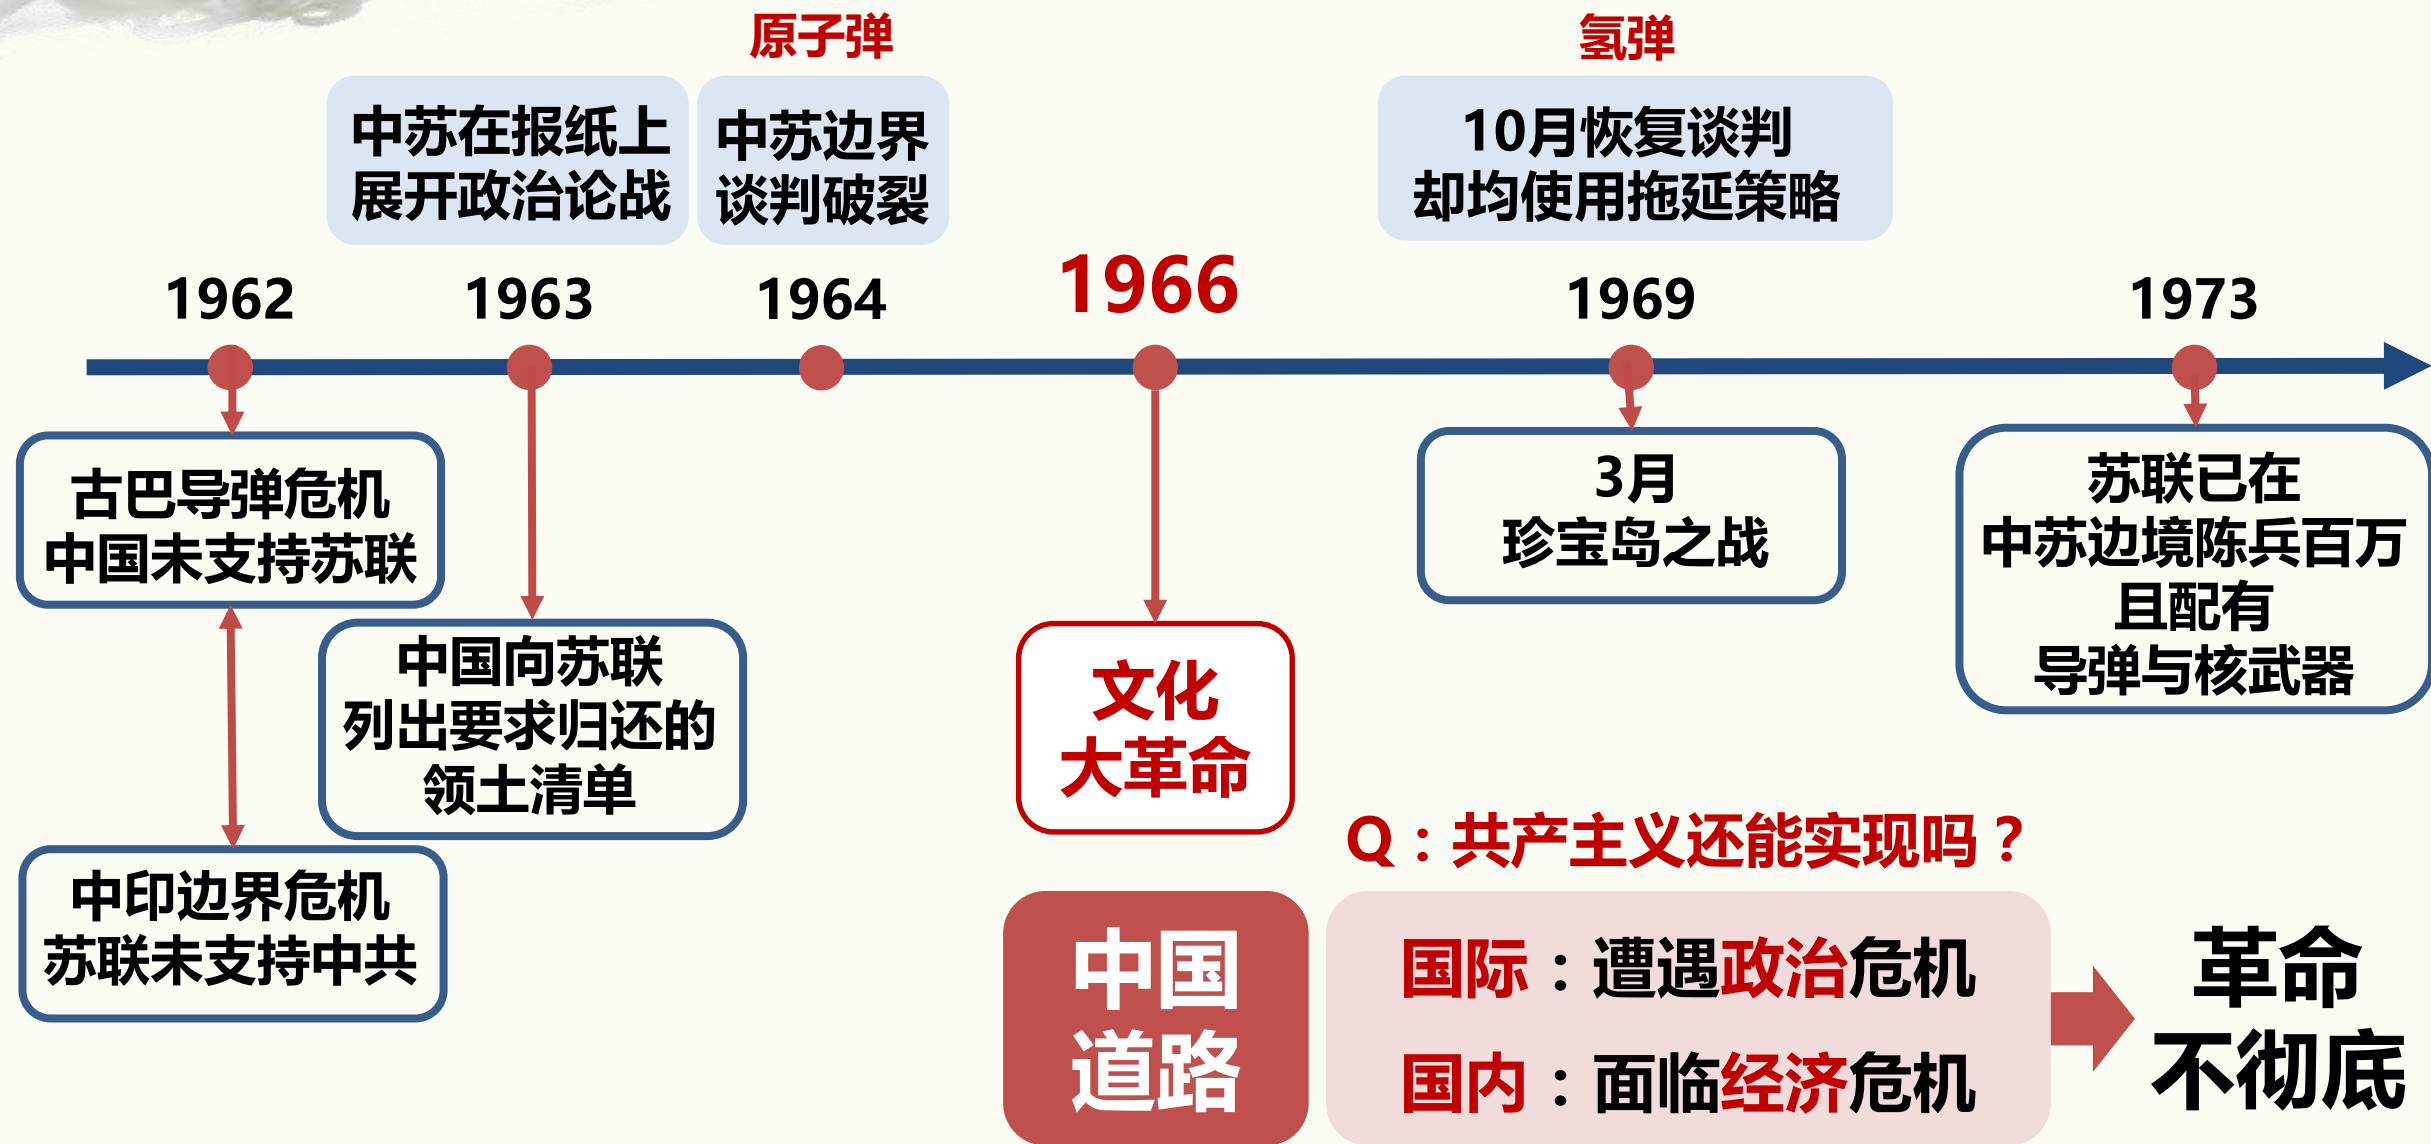 原子弹
氢弹
中苏在报纸上
展开政治论战
中苏边界
谈判破裂
10月恢复谈判
却均使用拖延策略
1962
1963
1964
1966
1969
1973
古巴导弹危机
中国未支持苏联
中国向苏联
列出要求归还的
领土清单
中印边界危机
苏联未支持中共
文化
大革命
3月
珍宝岛之战
苏联已在
中苏边境陈兵百万
且配有
导弹与核武器
Q：共产主义还能实现吗？
中国
道路
国际：遭遇政治危机
国内：面临经济危机
革命
不彻底